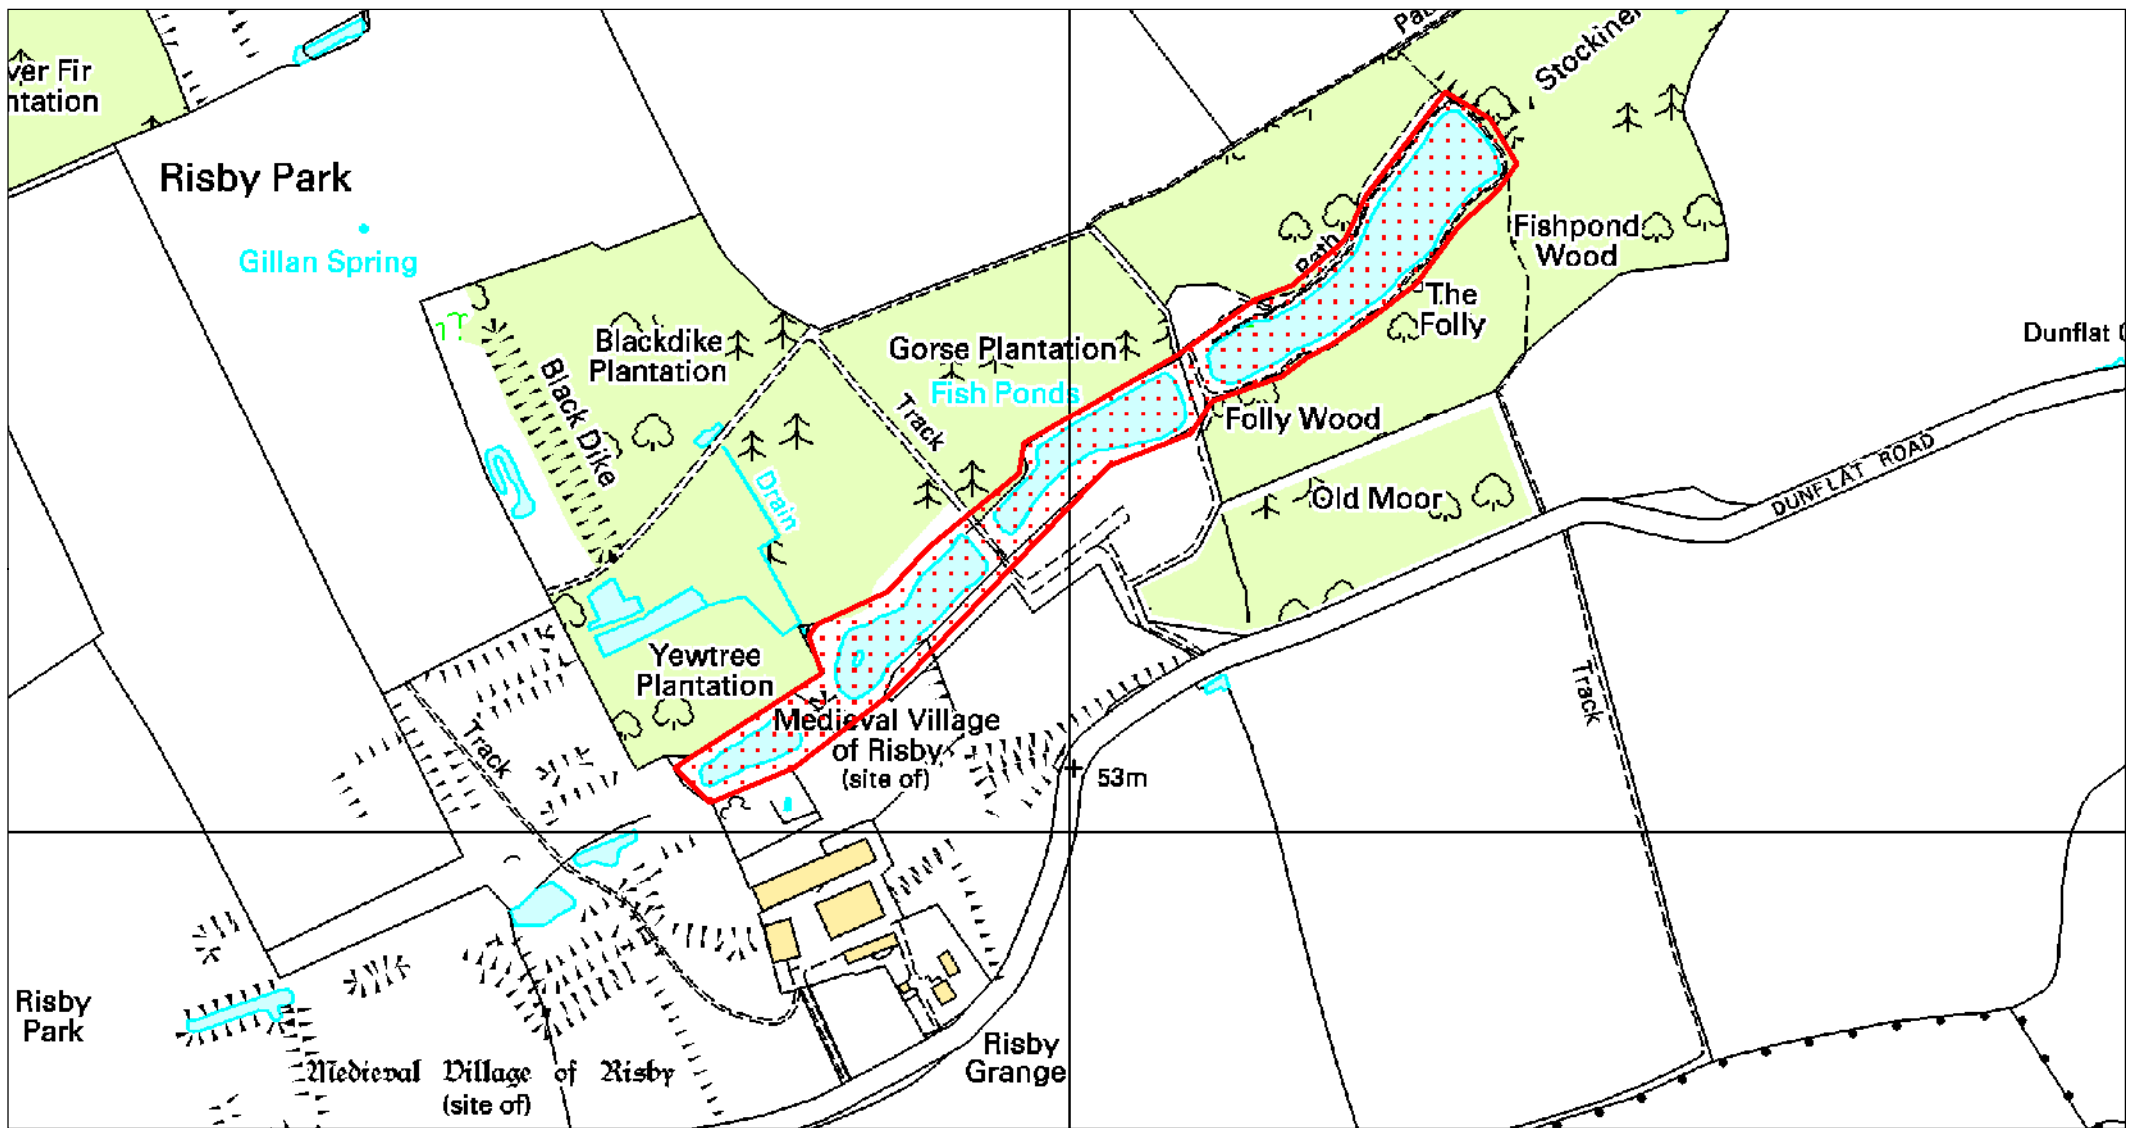 Path
Stockine
ver Fir
ntation
Risby Park
Gillan Spring
Fishpond
Wood
Path
The
Folly
Blackdike
Plantation
Gorse Plantation
Fish Ponds
Dunflat
Black Dike
Track
Folly Wood
DUNFLAT ROAD
Drain
Old Moor
Yewtree
Plantation
Track
Track
Medieval Village
of Risby
(site of)
53m
Risby
Park
Risby
Grange
Medieval Village of Risby
(site of)